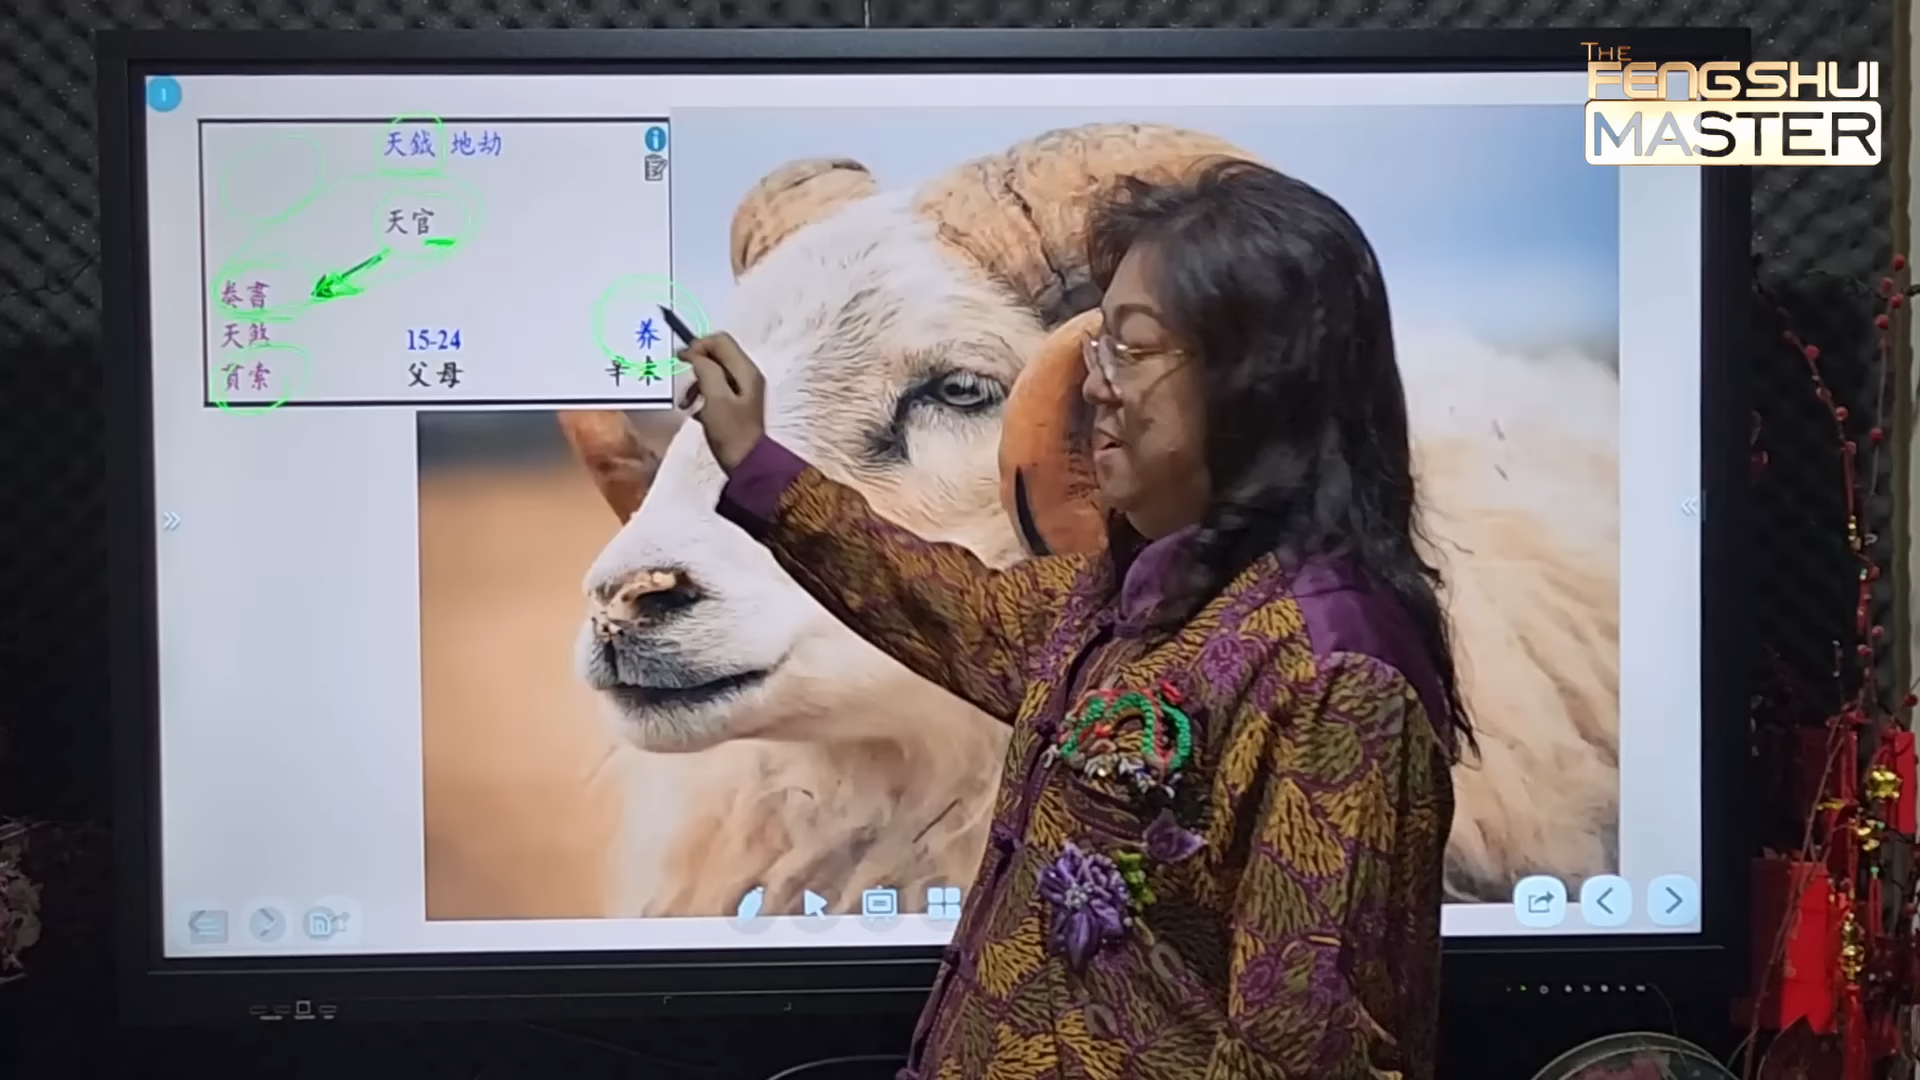 THE
FENG SHUI
MASTER
天鉞 地劫
天官
奏書
天煞
15-24
养
貫索
父母
辛未